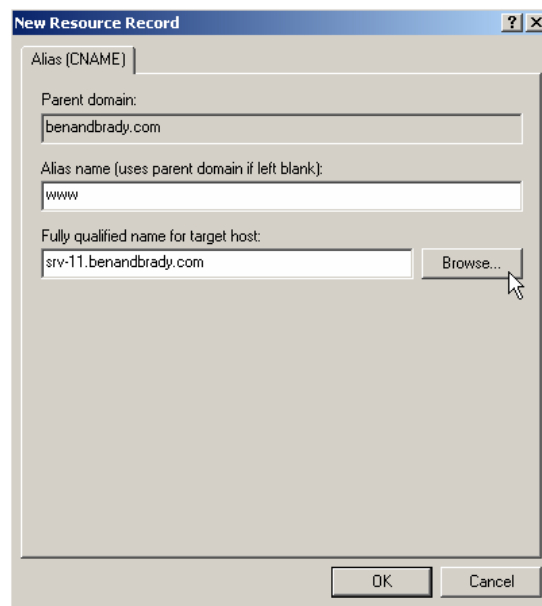 New Resource Record
Alias (CNAME)
Parent domain:
benandbrady.com
Alias name (uses parent domain if left blank):
www
Fully qualified name for target host:
srv-11.benandbrady.com
Browse...
OK
Cancel